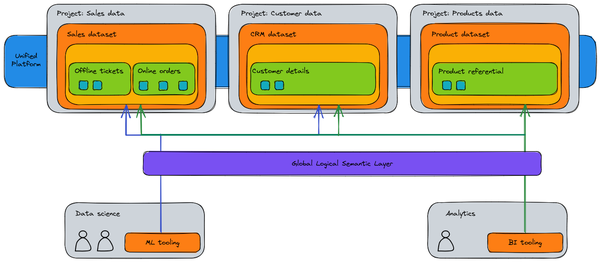 Project: Sales data
Project: Customer data
Project: Products data
Sales dataset
CRM dataset
Product dataset
Unified
Platform
Offline tickets
Online orders
Customer details
Product referential
Global Logical Semantic Layer
Data science
Analytics
ML tooling
BI tooling